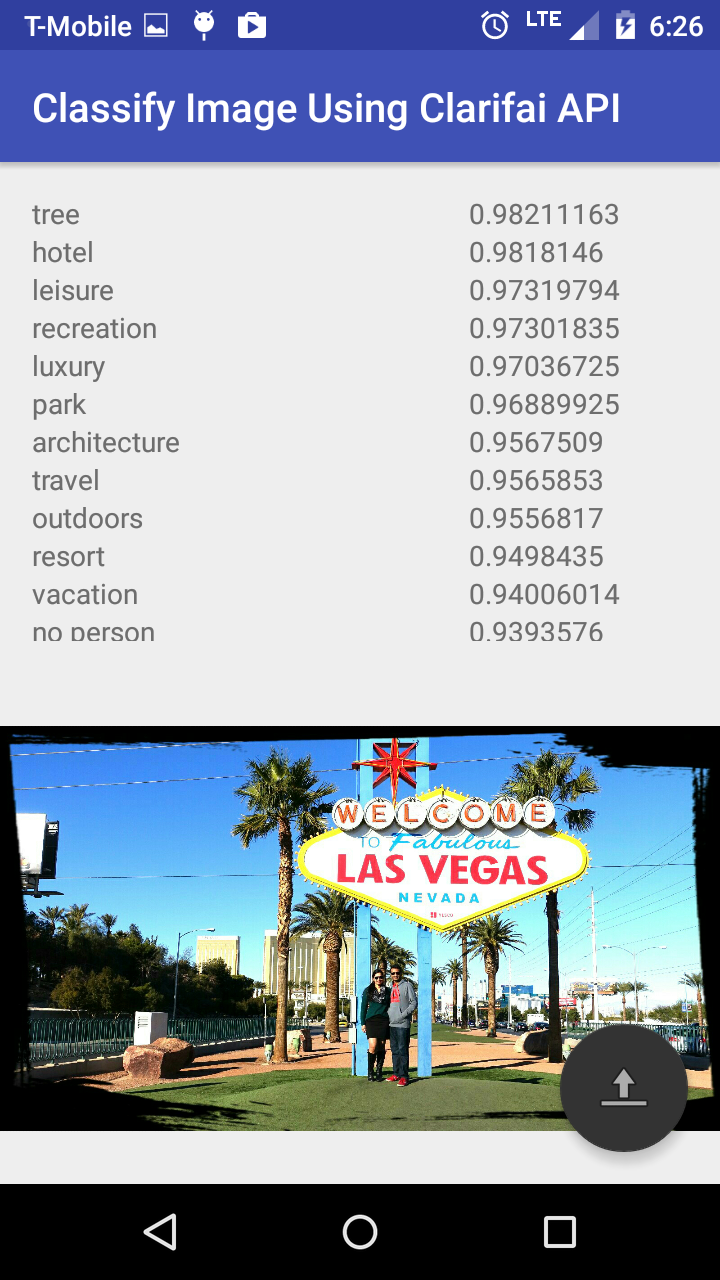 T-Mobile LTE 6:26
Classify Image Using Clarifai API
tree 0.98211163
hotel 0.9818146
leisure 0.97319794
recreation 0.97301835
luxury 0.97036725
park 0.96889925
architecture 0.9567509
travel 0.9565853
outdoors 0.9556817
resort 0.9498435
vacation 0.94006014
no person 0.9393576
WELCOME
TO Fabulous
LAS VEGAS
NEVADA